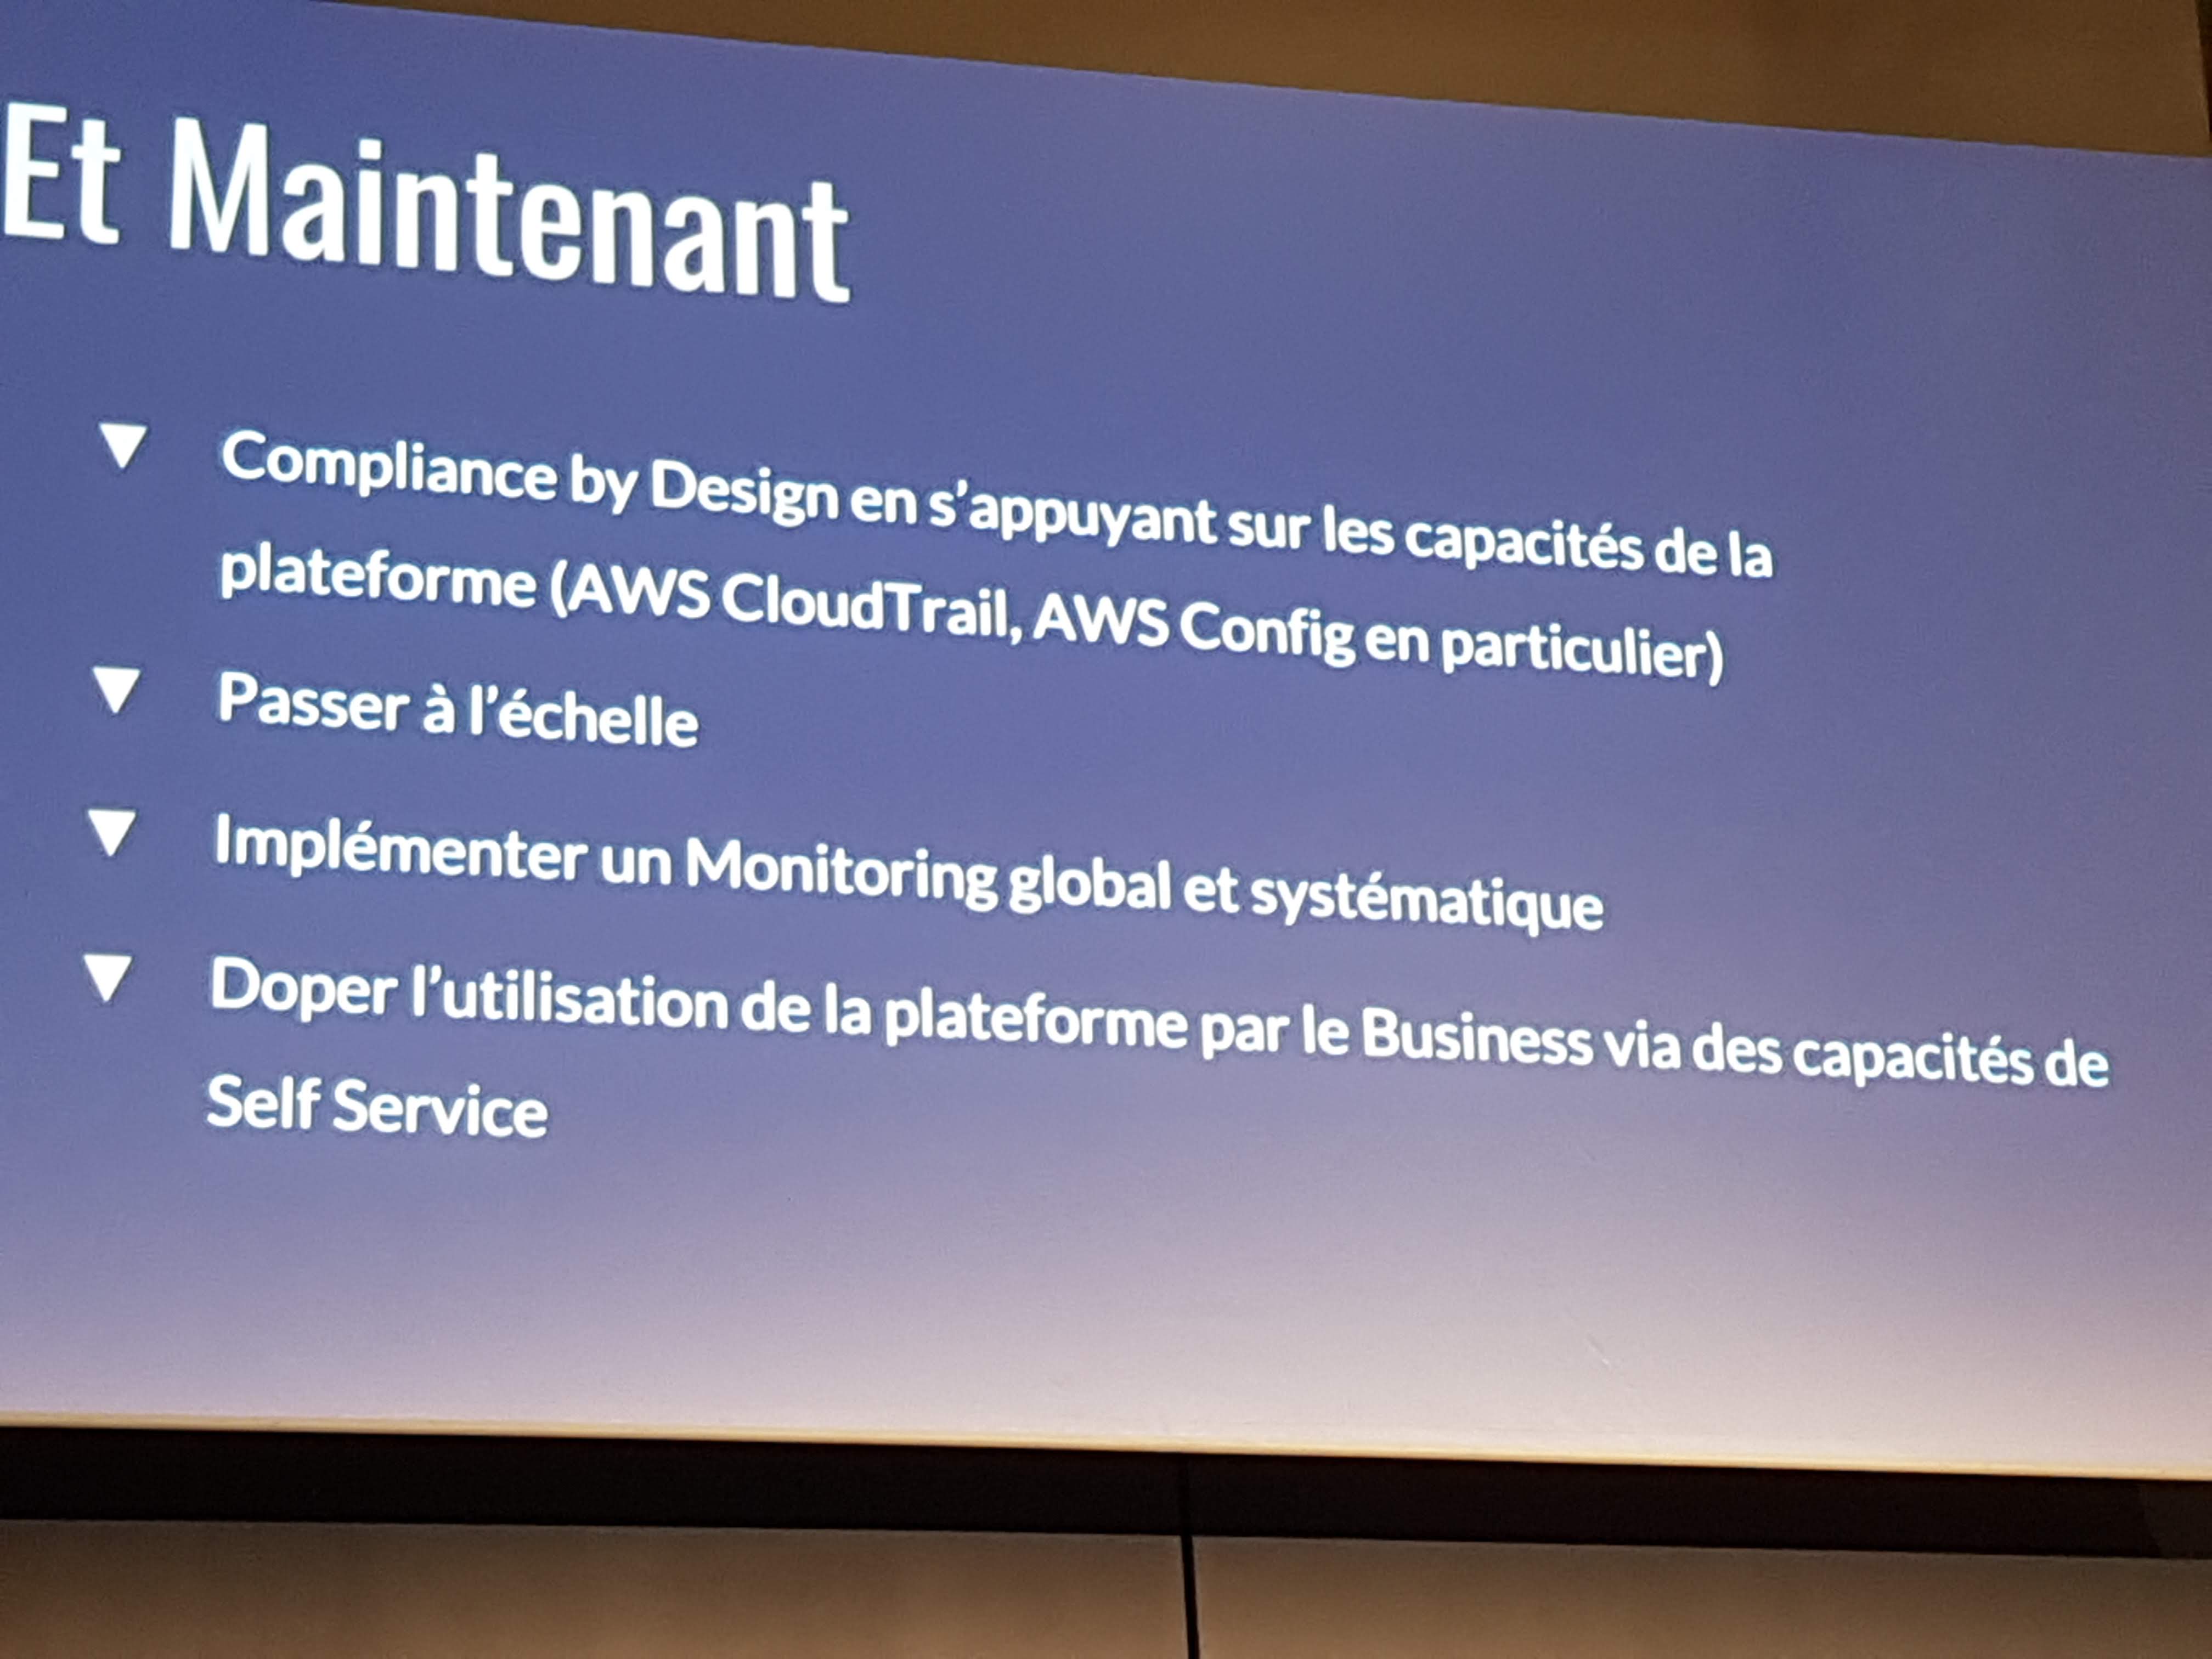 Et Maintenant
▼ Compliance by Design en s’appuyant sur les capacités de la
plateforme (AWS CloudTrail, AWS Config en particulier)
▼ Passer à l’échelle
▼ Implémenter un Monitoring global et systématique
▼ Doper l’utilisation de la plateforme par le Business via des capacités de
Self Service